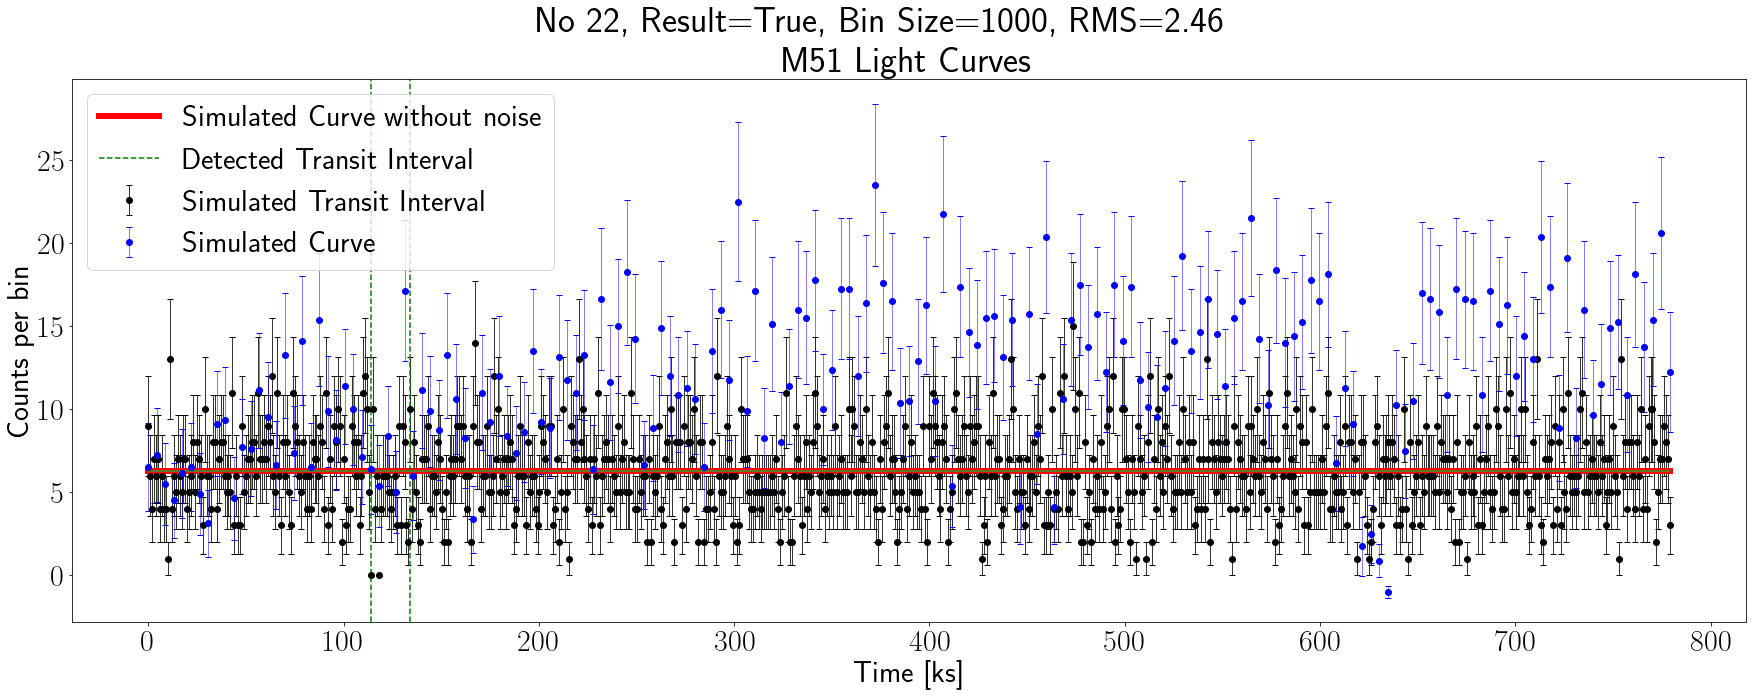 No 22, Result=True, Bin Size=1000, RMS=2.46
M51 Light Curves
Simulated Curve without noise
Detected Transit Interval
Simulated Transit Interval
Simulated Curve
Counts per bin
25
20
15
10
5
0
0 100 200 300 400 500 600 700 800
Time [ks]